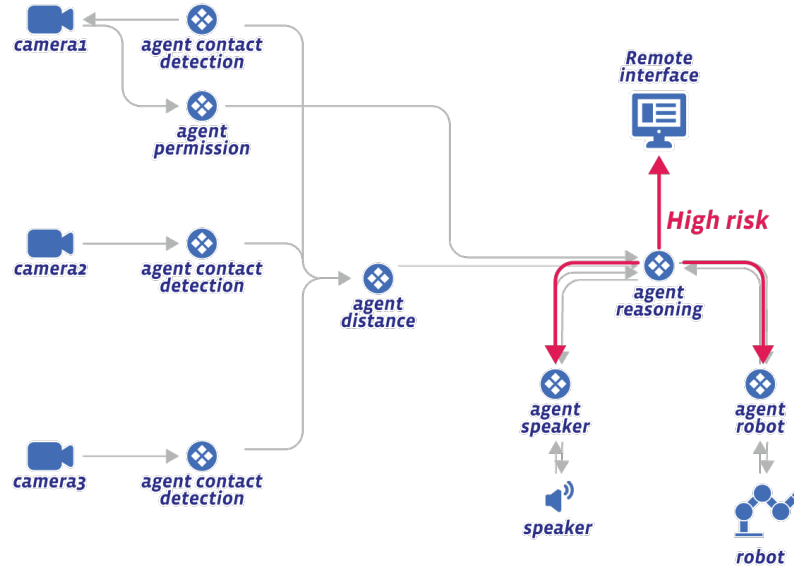 camera1
agent contact
detection
agent
permission
Remote
interface
High risk
camera2
agent contact
detection
agent
distance
agent
reasoning
agent
speaker
agent
robot
camera3
agent contact
detection
speaker
robot